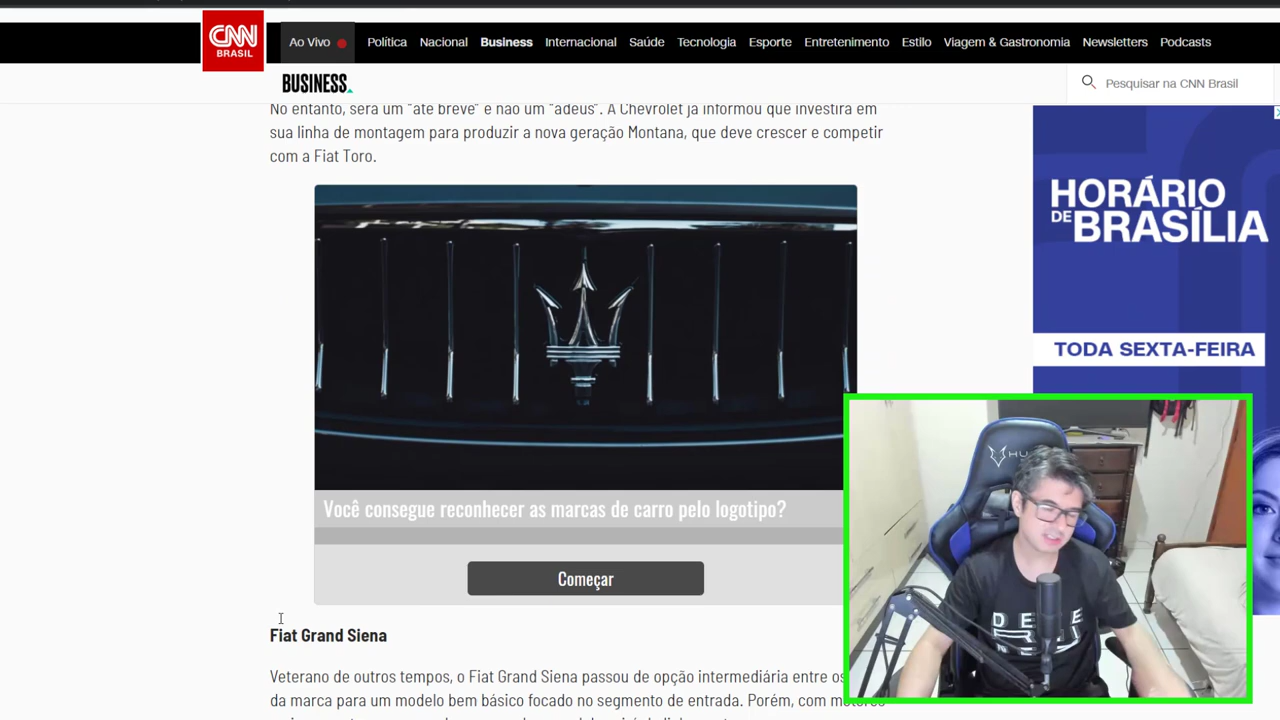 CNN
BRASIL
Ao Vivo
Política
Nacional
Business
Internacional
Saúde
Tecnologia
Esporte
Entretenimento
Estilo
Viagem & Gastronomia
Newsletters
Podcasts
BUSINESS
Pesquisar na CNN Brasil
No entanto, será um "até breve" e não um "adeus". A Chevrolet já informou que investirá em
sua linha de montagem para produzir a nova geração Montana, que deve crescer e competir
com a Fiat Toro.
HORÁRIO
DE BRASÍLIA
TODA SEXTA-FEIRA
Você consegue reconhecer as marcas de carro pelo logotipo?
Começar
Fiat Grand Siena
Veterano de outros tempos, o Fiat Grand Siena passou de opção intermediária entre os
da marca para um modelo bem básico focado no segmento de entrada. Porém, com motores